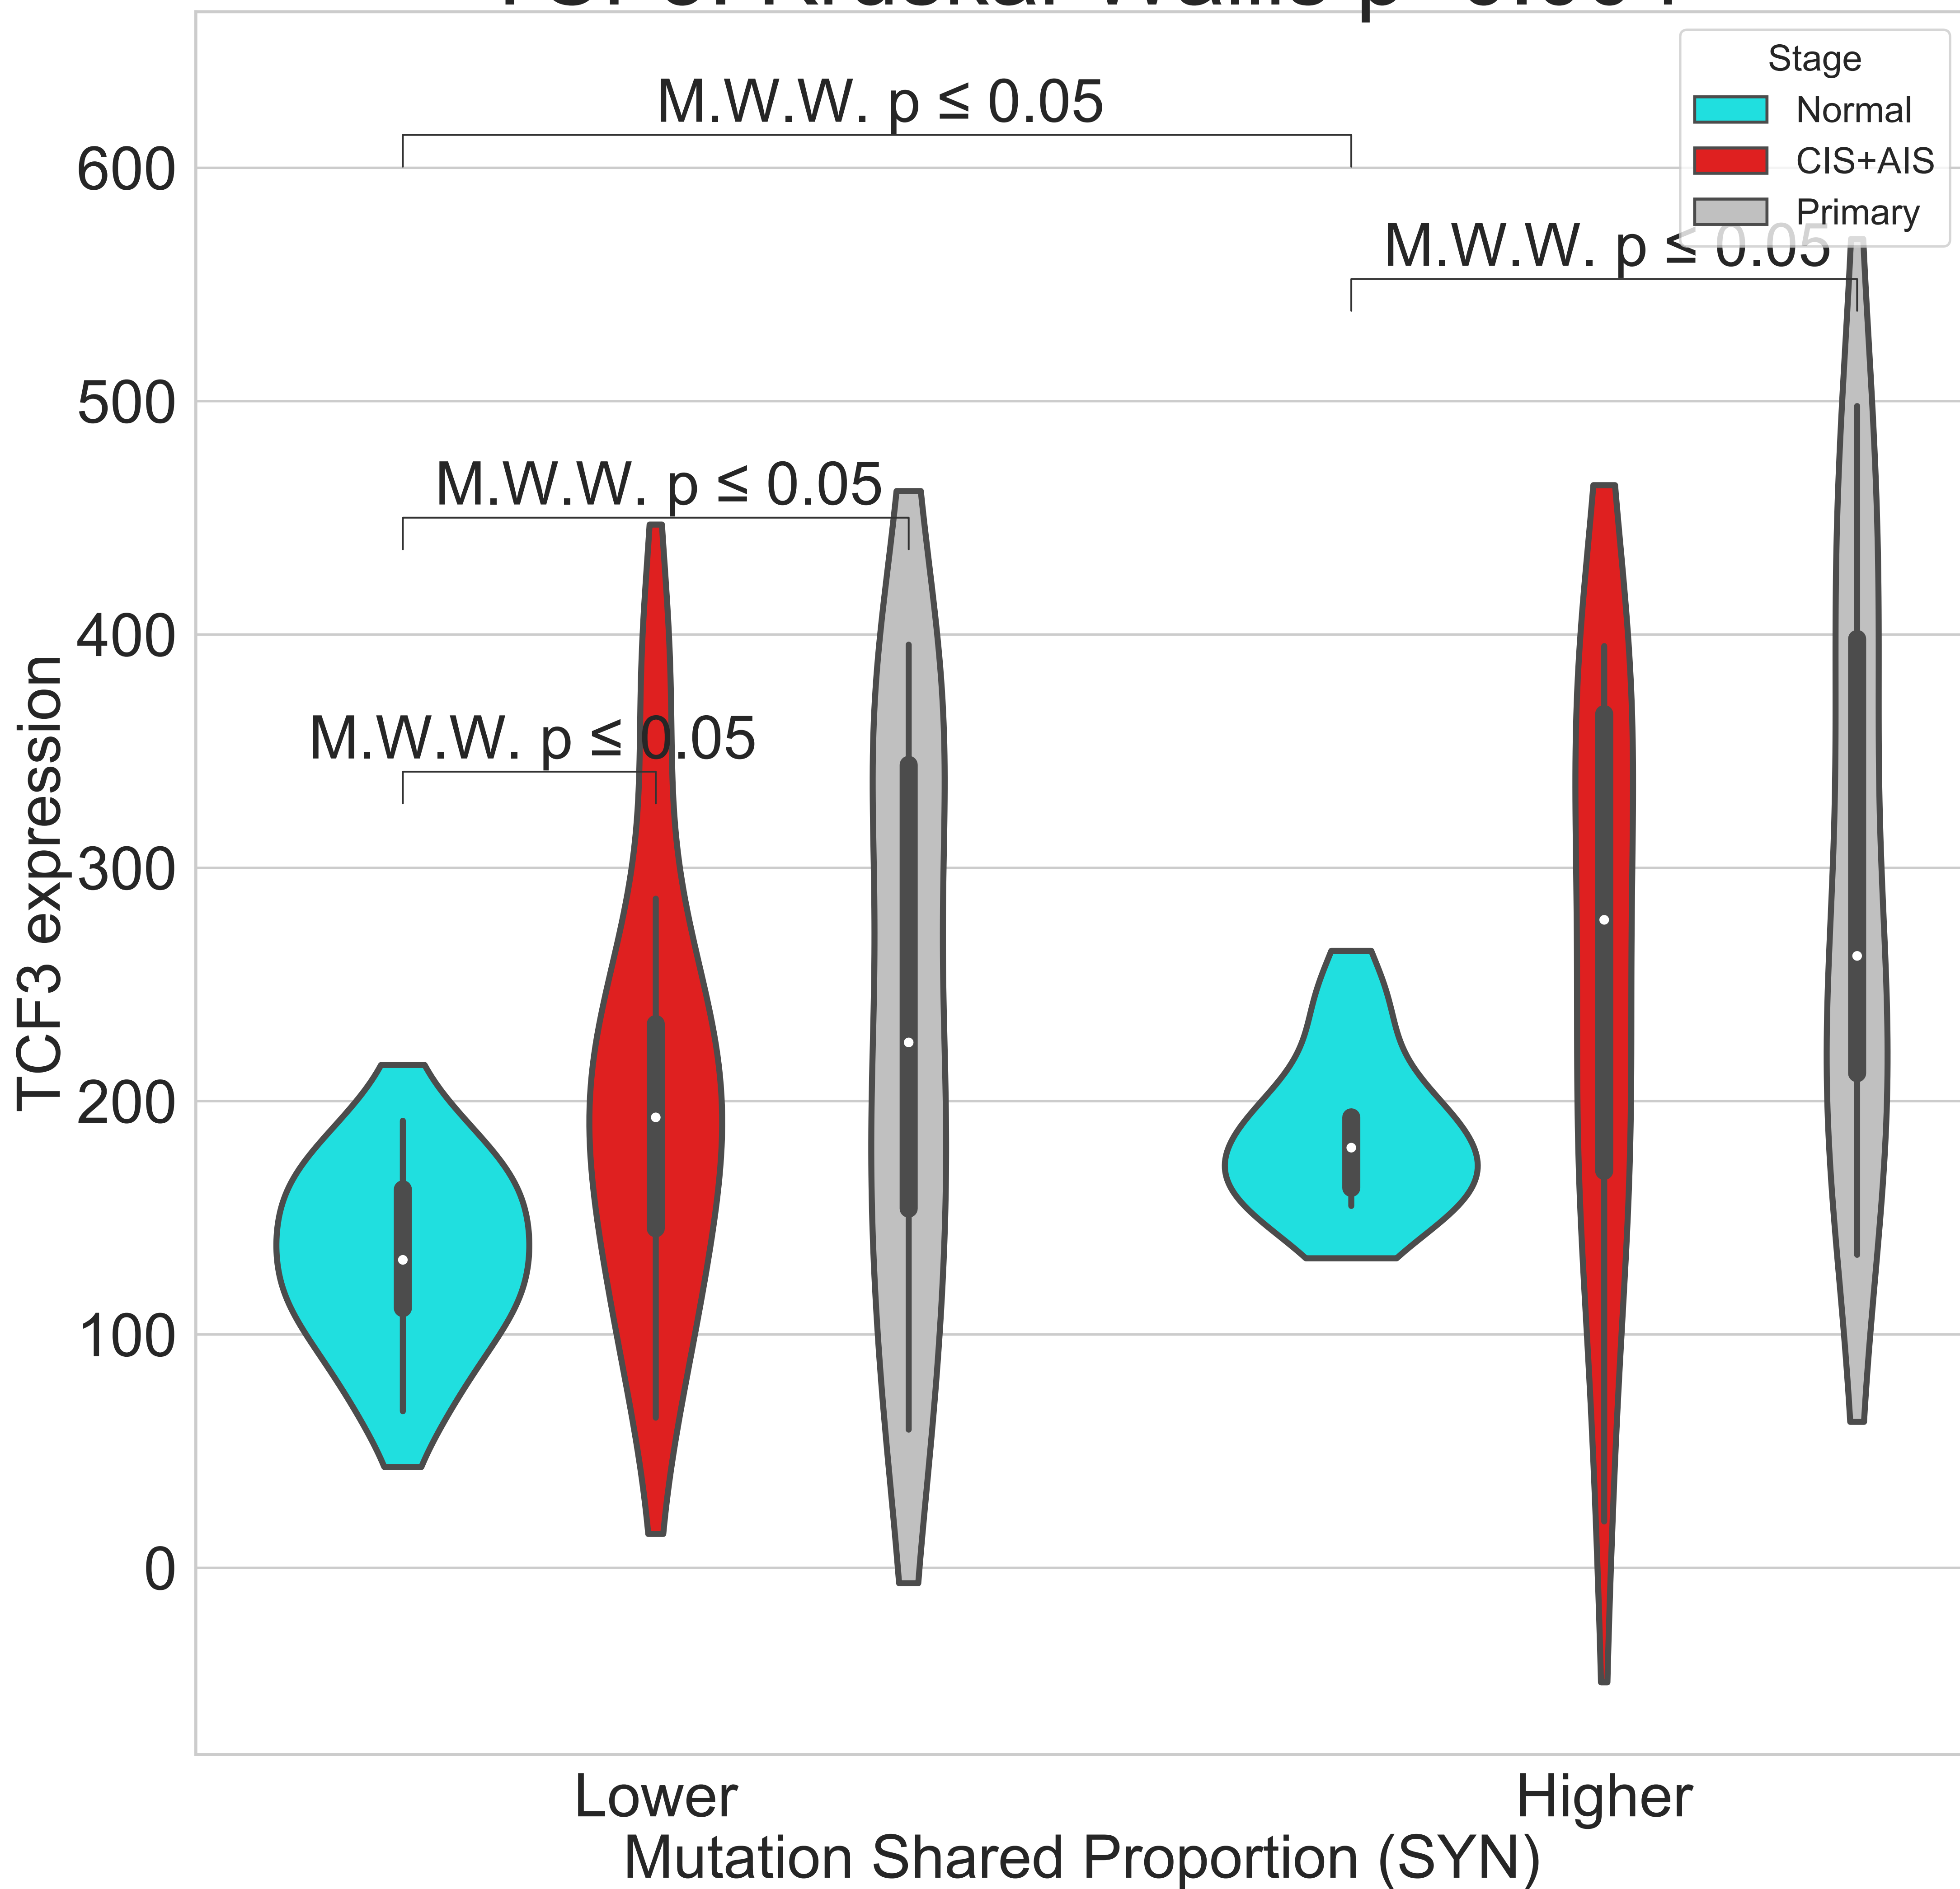 Stage
Normal
CIS+AIS
Primary
M.W.W. p ≤ 0.05
M.W.W. p ≤ 0.05
M.W.W. p ≤ 0.05
M.W.W. p ≤ 0.05
600
500
400
300
200
100
0
TCF3 expression
Lower
Higher
Mutation Shared Proportion (SYN)